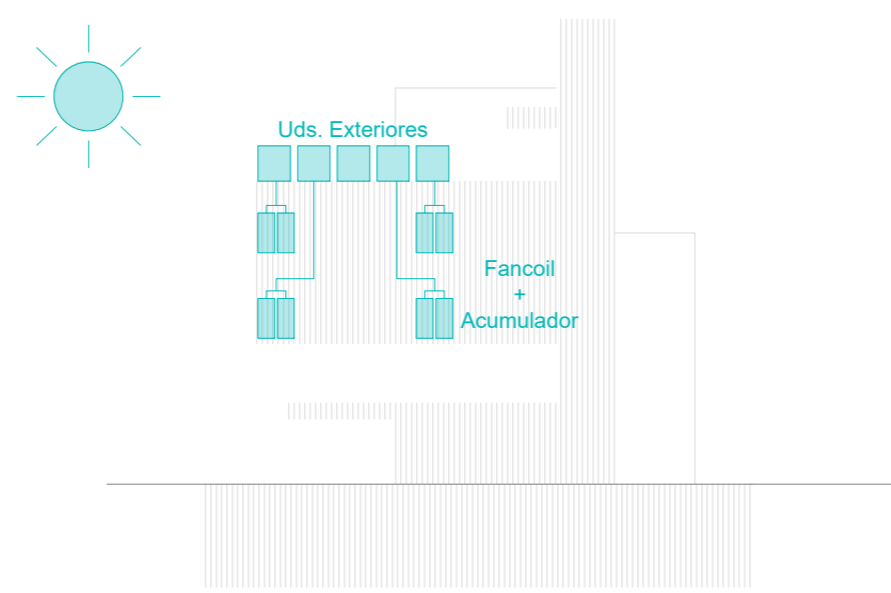 Uds. Exteriores
Fancoil
+
Acumulador